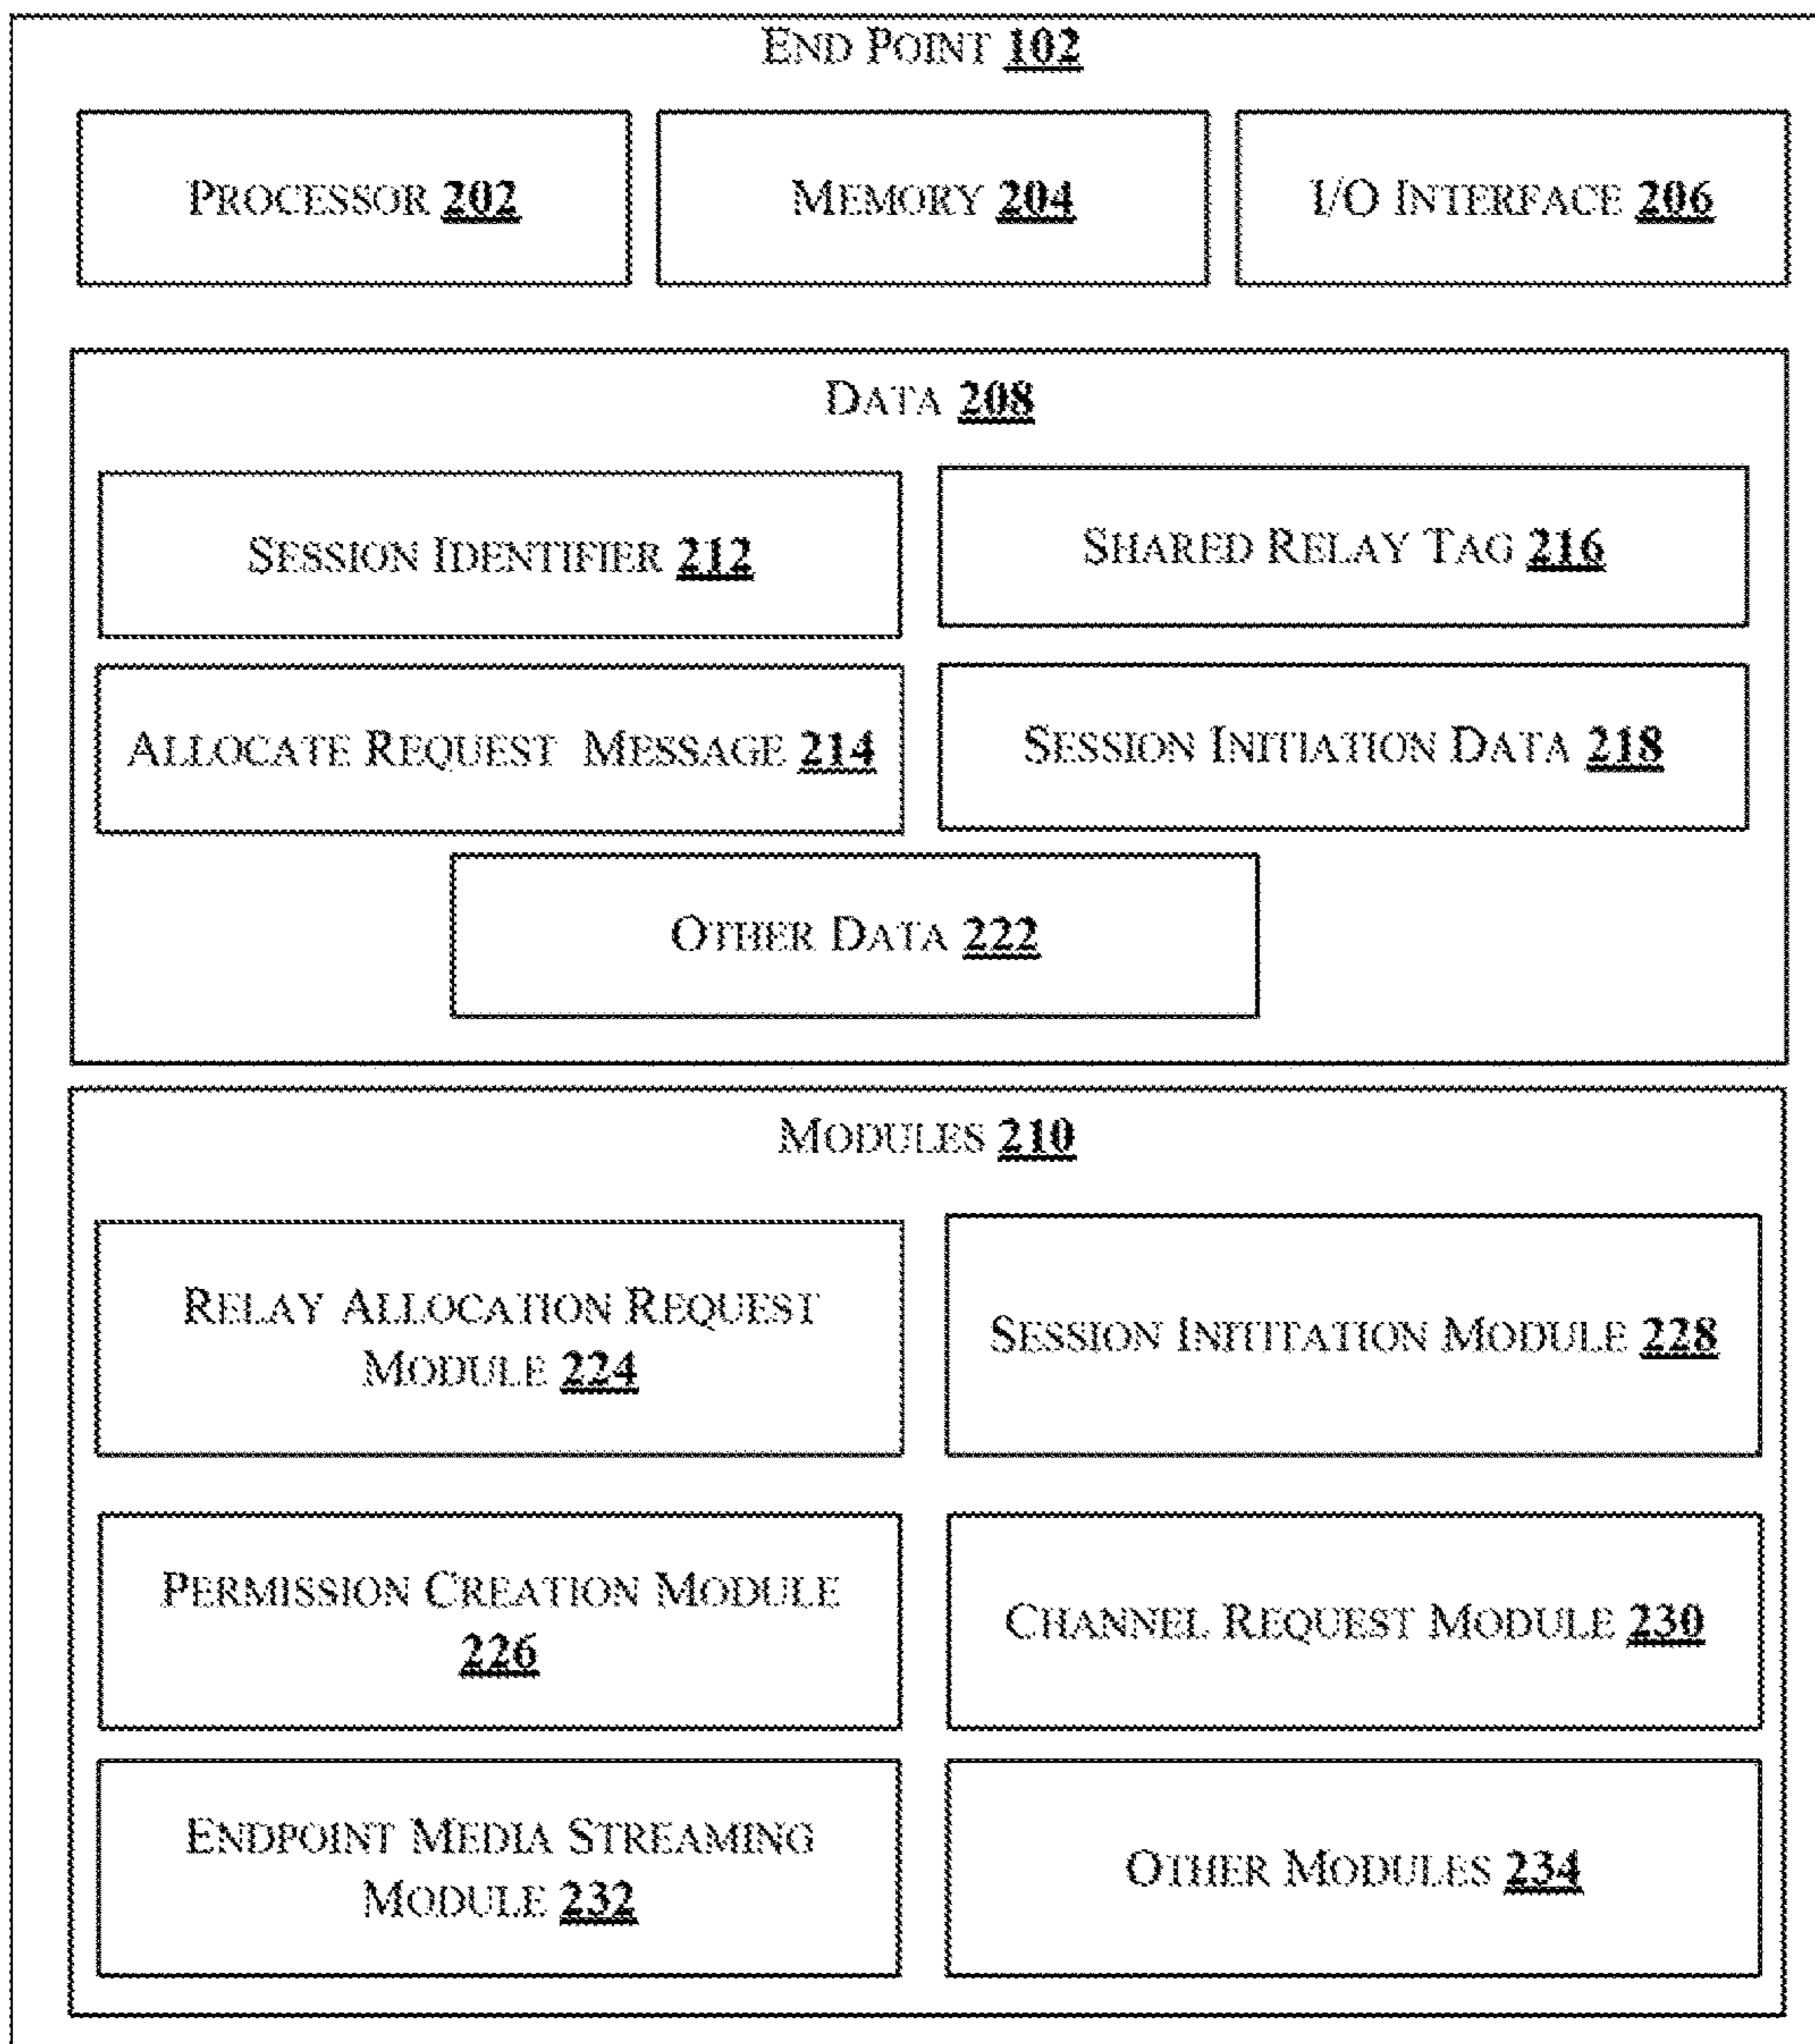 END POINT 102
PROCESSOR 202
MEMORY 204
I/O INTERFACE 206
DATA 208
SESSION IDENTIFIER 212
SHARED RELAY TAG 216
ALLOCATE REQUEST MESSAGE 214
SESSION INITIATION DATA 218
OTHER DATA 222
MODULES 210
RELAY ALLOCATION REQUEST
MODULE 224
SESSION INITITATION MODULE 228
PERMISSION CREATION MODULE
226
CHANNEL REQUEST MODULE 230
ENDPOINT MEDIA STREAMING
MODULE 232
OTHER MODULES 234